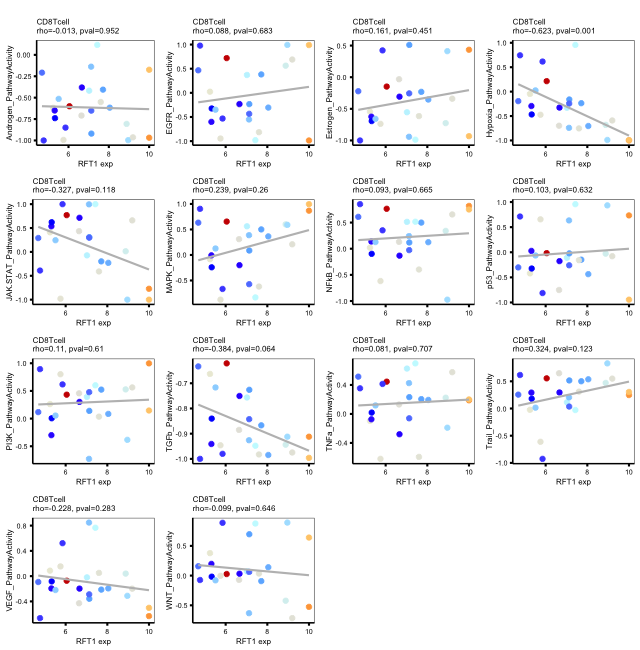 CD8Tcell
rho=-0.013, pval=0.952
Androgen_PathwayActivity
0.00
-0.25
-0.50
-0.75
-1.00
6
8
10
RFT1 exp
CD8Tcell
rho=0.088, pval=0.683
EGFR_PathwayActivity
1.0
0.5
0.0
-0.5
-1.0
6
8
10
RFT1 exp
CD8Tcell
rho=0.161, pval=0.451
Estrogen_PathwayActivity
0.5
0.0
-0.5
-1.0
6
8
10
RFT1 exp
CD8Tcell
rho=-0.623, pval=0.001
Hypoxia_PathwayActivity
1.0
0.5
0.0
-0.5
-1.0
6
8
10
RFT1 exp
CD8Tcell
rho=-0.327, pval=0.118
JAK.STAT_PathwayActivity
1.0
0.5
0.0
-0.5
-1.0
6
8
10
RFT1 exp
CD8Tcell
rho=0.239, pval=0.26
MAPK_PathwayActivity
1.0
0.5
0.0
-0.5
6
8
10
RFT1 exp
CD8Tcell
rho=0.093, pval=0.665
NFkB_PathwayActivity
0.5
0.0
-0.5
-1.0
6
8
10
RFT1 exp
CD8Tcell
rho=0.103, pval=0.632
p53_PathwayActivity
1.0
0.5
0.0
-0.5
-1.0
6
8
10
RFT1 exp
CD8Tcell
rho=0.11, pval=0.61
PI3K_PathwayActivity
1.0
0.5
0.0
-0.5
6
8
10
RFT1 exp
CD8Tcell
rho=-0.384, pval=0.064
TGFb_PathwayActivity
-0.7
-0.8
-0.9
-1.0
6
8
10
RFT1 exp
CD8Tcell
rho=0.081, pval=0.707
TNFa_PathwayActivity
0.4
0.0
-0.4
6
8
10
RFT1 exp
CD8Tcell
rho=0.324, pval=0.123
Trail_PathwayActivity
0.5
0.0
-0.5
-1.0
6
8
10
RFT1 exp
CD8Tcell
rho=-0.228, pval=0.283
VEGF_PathwayActivity
0.8
0.4
0.0
-0.4
6
8
10
RFT1 exp
CD8Tcell
rho=-0.099, pval=0.646
WNT_PathwayActivity
0.5
0.0
-0.5
6
8
10
RFT1 exp